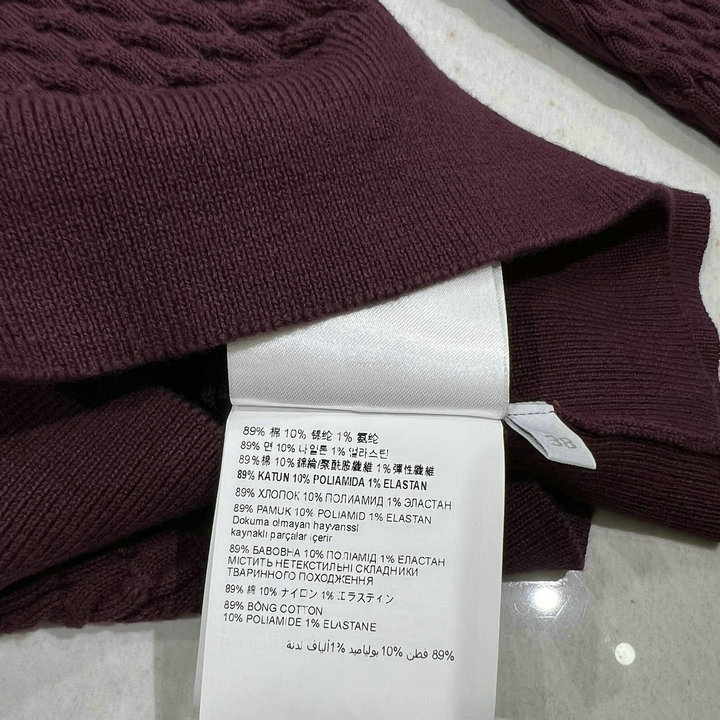 89% 棉 10% 锦纶 1% 氨纶
89% 면 10% 나일론 1% 엘라스틴
89% 棉 10% 錦綸/聚酰胺纖維 1% 彈性纖維
89% KATUN 10% POLIAMIDA 1% ELASTAN
89% ХЛОПОК 10% ПОЛИАМИД 1% ЭЛАСТАН
89% PAMUK 10% POLIAMID 1% ELASTAN
Dokuma olmayan hayvanssl
kaynaklı parçalar içerir
89% БАВОВНА 10% ПОЛІАМІД 1% ЕЛАСТАН
МІСТИТЬ НЕТЕКСТИЛЬНІ СКЛАДНИКИ
ТВАРИННОГО ПОХОДЖЕННЯ
89% 綿 10% ナイロン 1% エラスティン
89% BÔNG COTTON
10% POLIAMIDE 1% ELASTANE
89% قطن 10% بولياميد 1% ألياف لدنة
38